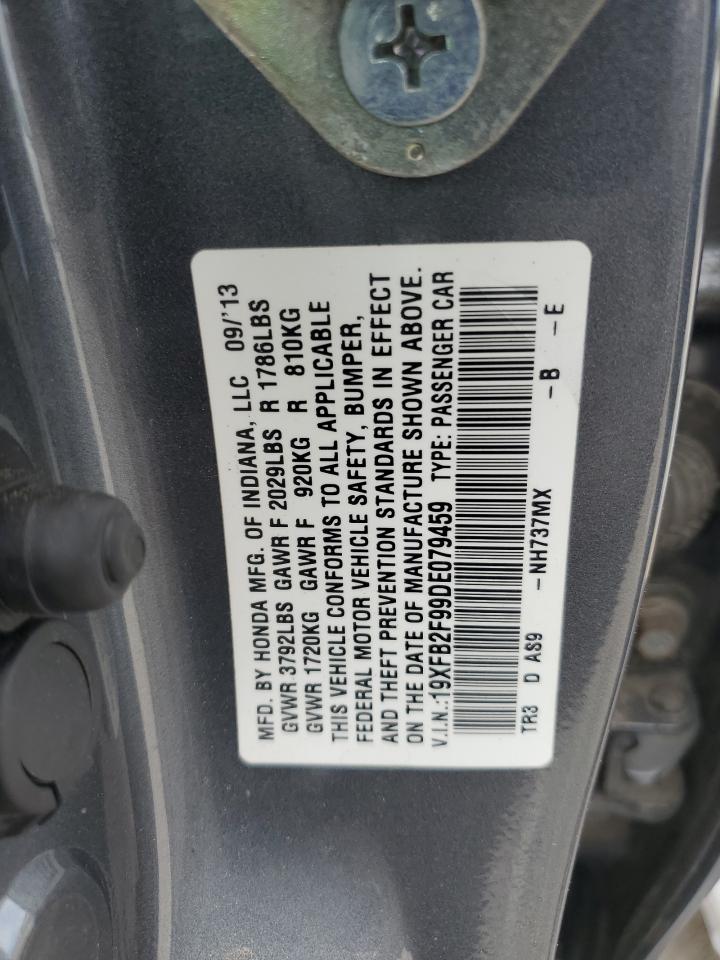 MFD. BY HONDA MFG. OF INDIANA, LLC 09/'13
GVWR 3792LBS GAWR F 2029LBS R 1786LBS
GVWR 1720KG GAWR F 920KG R 810KG
THIS VEHICLE CONFORMS TO ALL APPLICABLE
FEDERAL MOTOR VEHICLE SAFETY, BUMPER,
AND THEFT PREVENTION STANDARDS IN EFFECT
ON THE DATE OF MANUFACTURE SHOWN ABOVE.
V.I.N.:19XFB2F99DE079459 TYPE: PASSENGER CAR
TR3 D AS9 -NH737MX -B -E